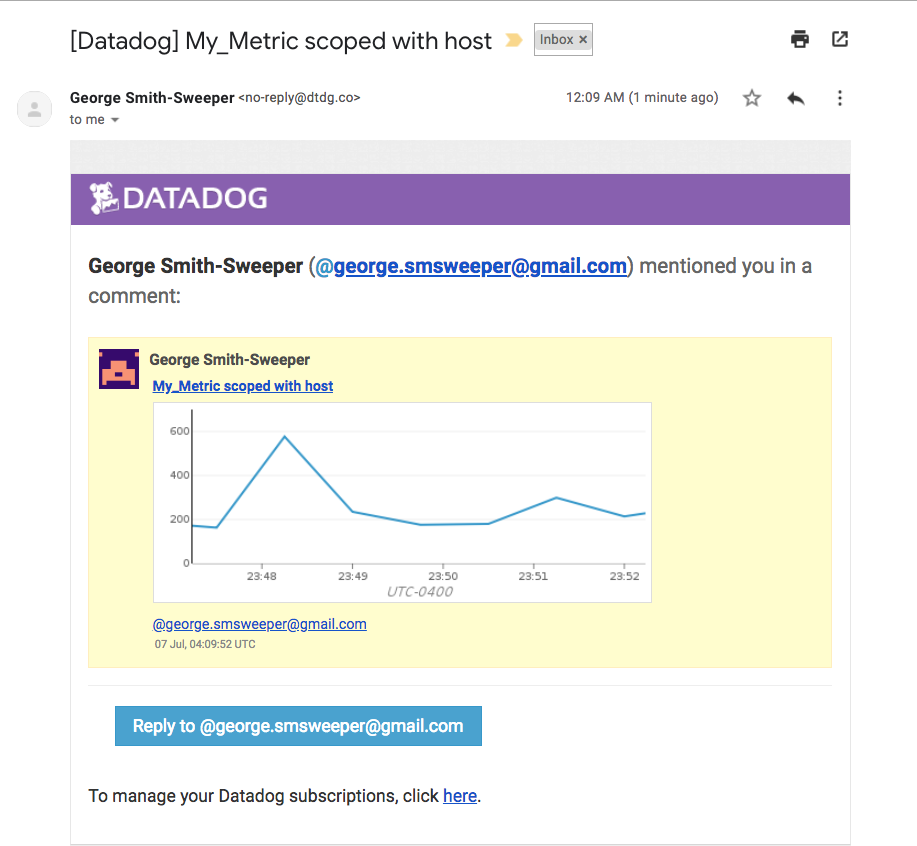 [Datadog] My_Metric scoped with host Inbox ×
George Smith-Sweeper <no-reply@dtdg.co> 12:09 AM (1 minute ago)
to me
DATADOG
George Smith-Sweeper (@george.smsweeper@gmail.com) mentioned you in a
comment:
George Smith-Sweeper
My_Metric scoped with host
600
400
200
0
23:48 23:49 23:50 23:51 23:52
UTC-0400
@george.smsweeper@gmail.com
07 Jul, 04:09:52 UTC
Reply to @george.smsweeper@gmail.com
To manage your Datadog subscriptions, click here.